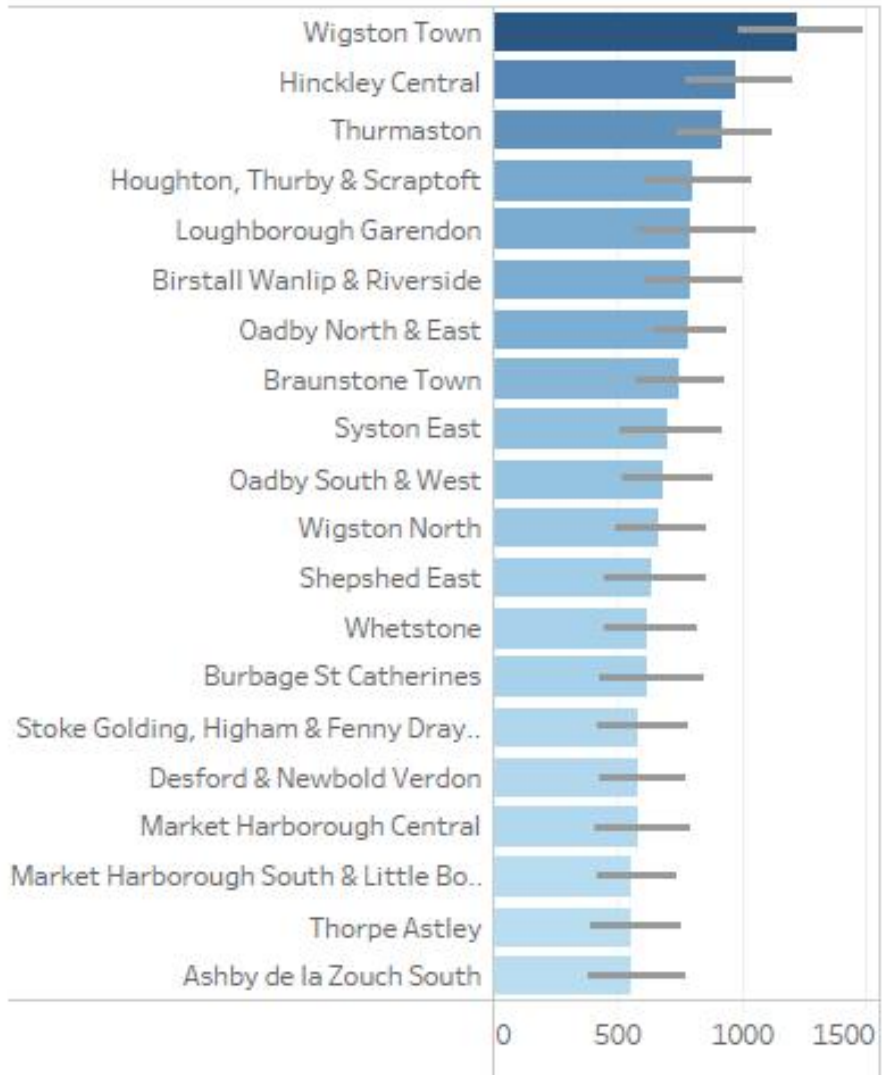 Wigston Town
Hinckley Central
Thurmaston
Houghton, Thurby & Scraptoft
Loughborough Garendon
Birstall Wanlip & Riverside
Oadby North & East
Braunstone Town
Syston East
Oadby South & West
Wigston North
Shepshed East
Whetstone
Burbage St Catherines
Stoke Golding, Higham & Fenny Dray..
Desford & Newbold Verdon
Market Harborough Central
Market Harborough South & Little Bo..
Thorpe Astley
Ashby de la Zouch South
0 500 1000 1500